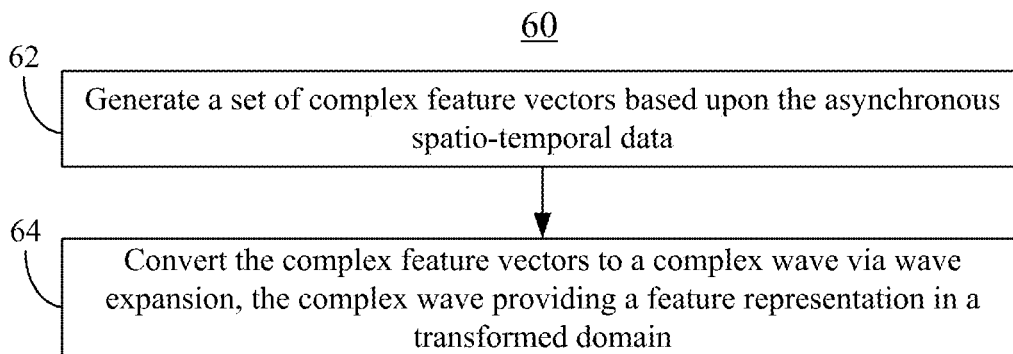 60
62
Generate a set of complex feature vectors based upon the asynchronous
spatio-temporal data
64
Convert the complex feature vectors to a complex wave via wave
expansion, the complex wave providing a feature representation in a
transformed domain